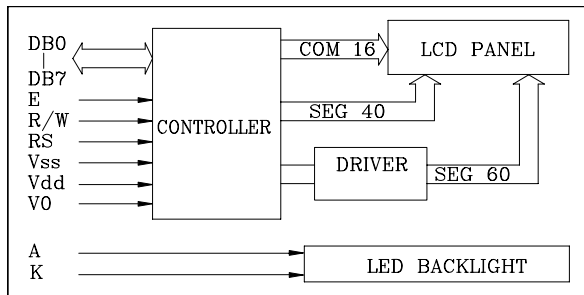 DB0
DB7
E
R/W
RS
Vss
Vdd
V0
A
K
CONTROLLER
COM 16
LCD PANEL
SEG 40
DRIVER
SEG 60
LED BACKLIGHT